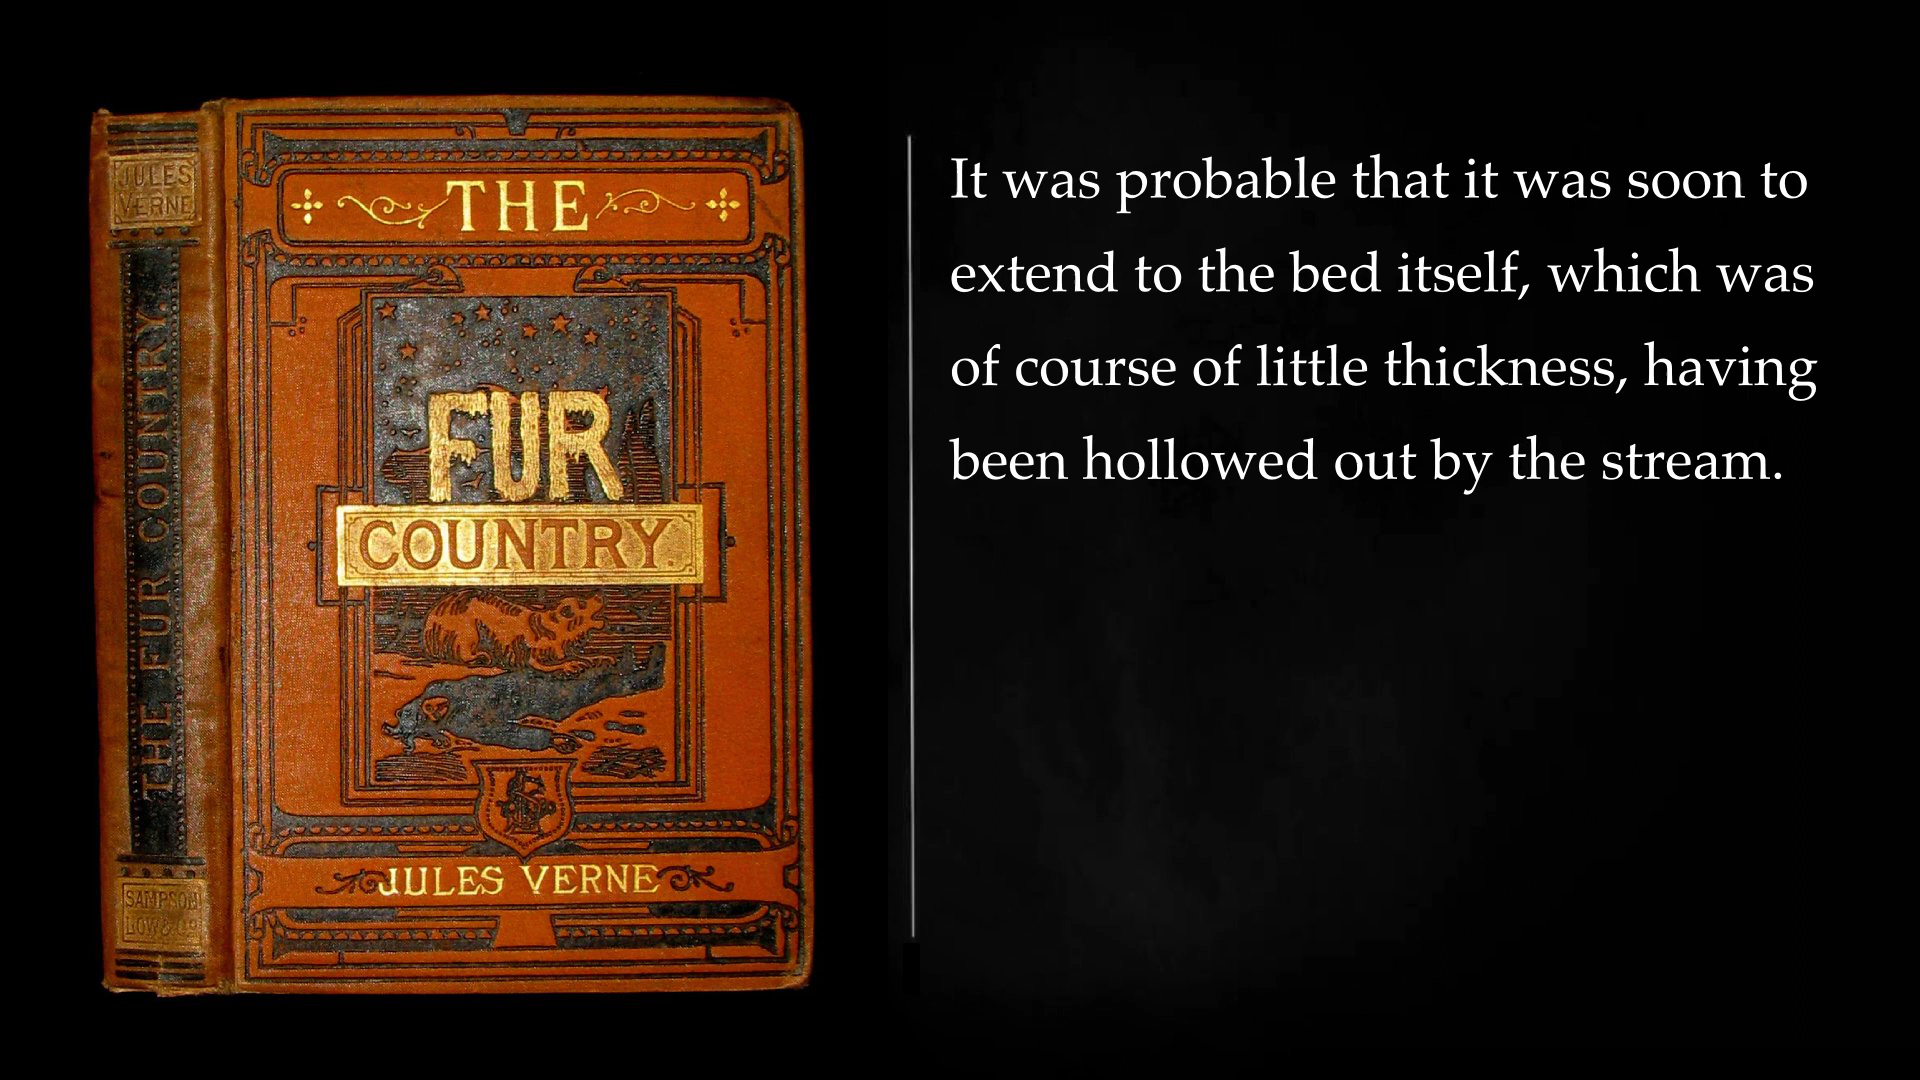 JULES
VERNE
THE FUR COUNTRY.
SAMPSON
LOW & Co
THE
FUR
COUNTRY.
JULES VERNE
It was probable that it was soon to
extend to the bed itself, which was
of course of little thickness, having
been hollowed out by the stream.